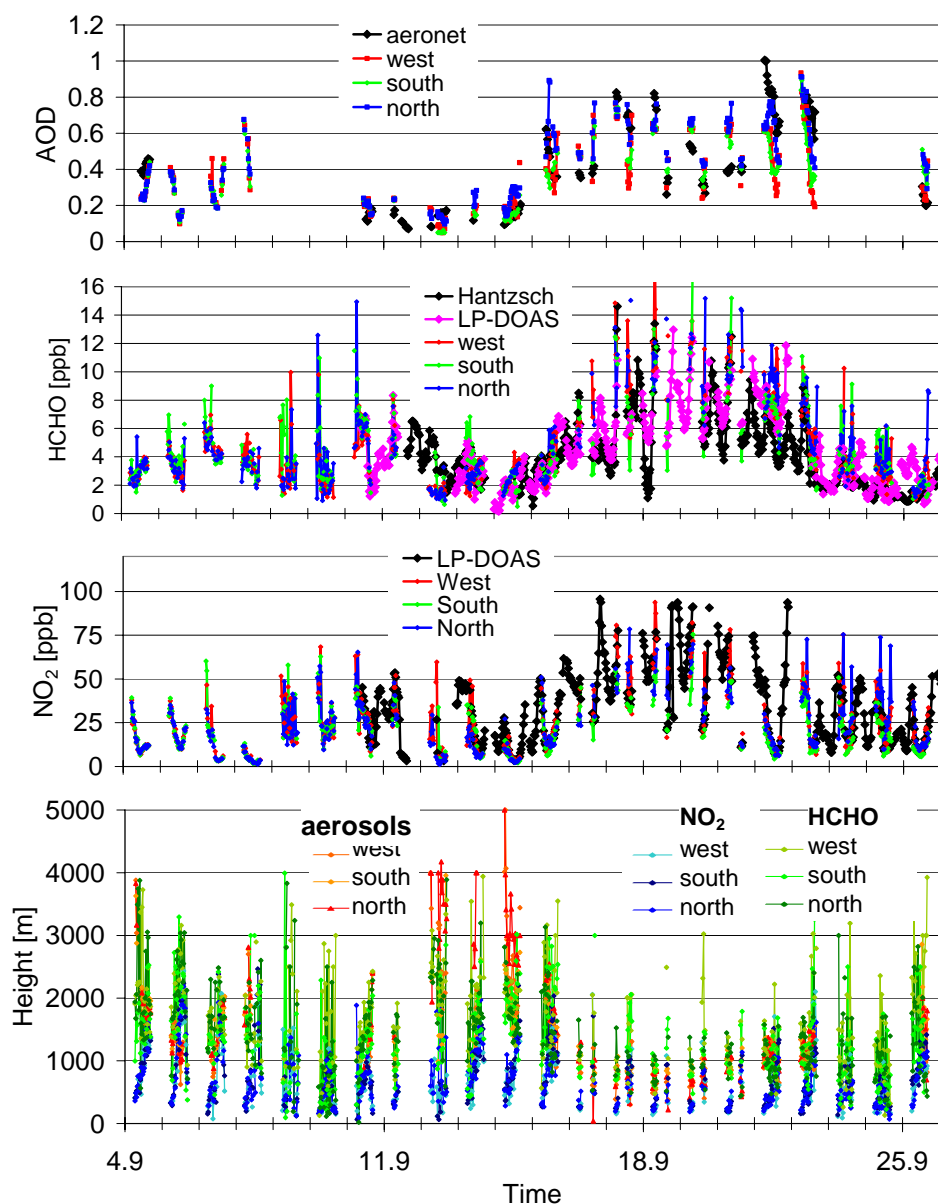 1.2
1
0.8
0.6
0.4
0.2
0
AOD
aeronet
west
south
north
16
14
12
10
8
6
4
2
0
HCHO [ppb]
Hantzsch
LP-DOAS
west
south
north
100
75
50
25
0
NO2 [ppb]
LP-DOAS
West
South
North
5000
4000
3000
2000
1000
0
Height [m]
aerosols
west
south
north
NO2
west
south
north
HCHO
west
south
north
4.9
11.9
18.9
25.9
Time